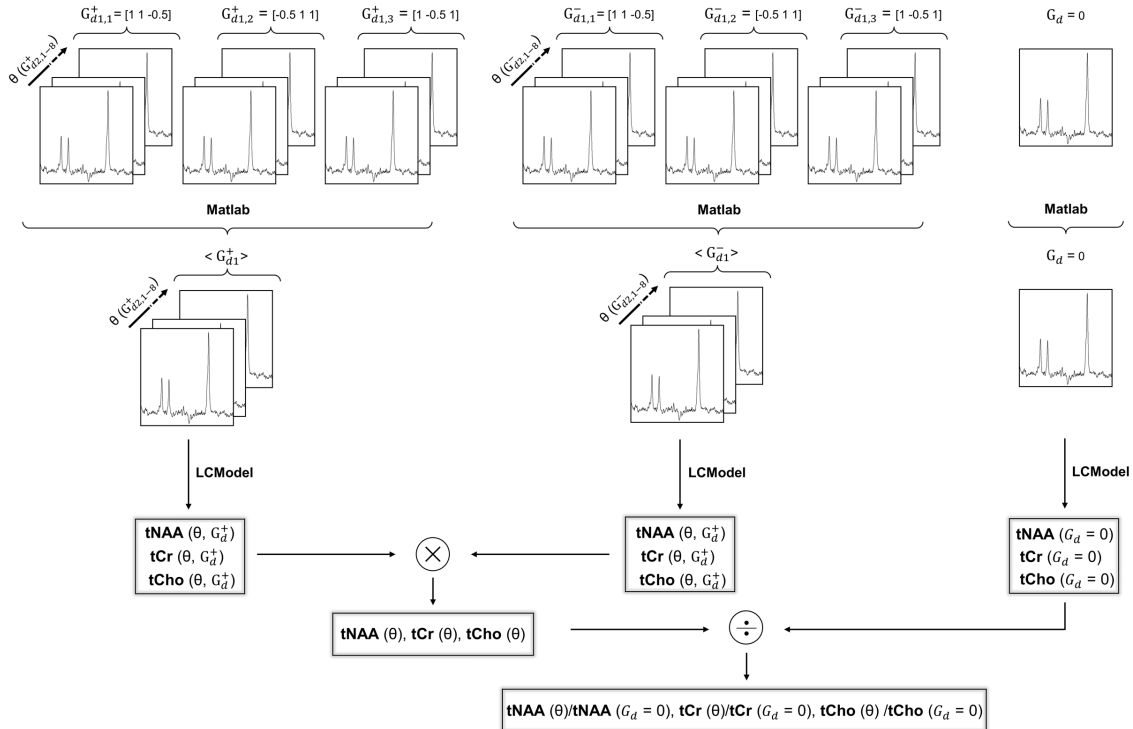 G⁺d1,1 = [1 1 -0.5]
G⁺d1,2 = [-0.5 1 1]
G⁺d1,3 = [1 -0.5 1]
G⁻d1,1 = [1 1 -0.5]
G⁻d1,2 = [-0.5 1 1]
G⁻d1,3 = [1 -0.5 1]
Gd = 0
θ (G⁺d2,1−8)
θ (G⁻d2,1−8)
Matlab
Matlab
Matlab
< G⁺d1 >
< G⁻d1 >
Gd = 0
θ (G⁺d2,1−8)
θ (G⁻d2,1−8)
LCModel
LCModel
LCModel
tNAA (θ, G⁺d)
tCr (θ, G⁺d)
tCho (θ, G⁺d)
×
tNAA (θ, G⁺d)
tCr (θ, G⁺d)
tCho (θ, G⁺d)
tNAA (Gd = 0)
tCr (Gd = 0)
tCho (Gd = 0)
tNAA (θ), tCr (θ), tCho (θ)
÷
tNAA (θ)/tNAA (Gd = 0), tCr (θ)/tCr (Gd = 0), tCho (θ) /tCho (Gd = 0)